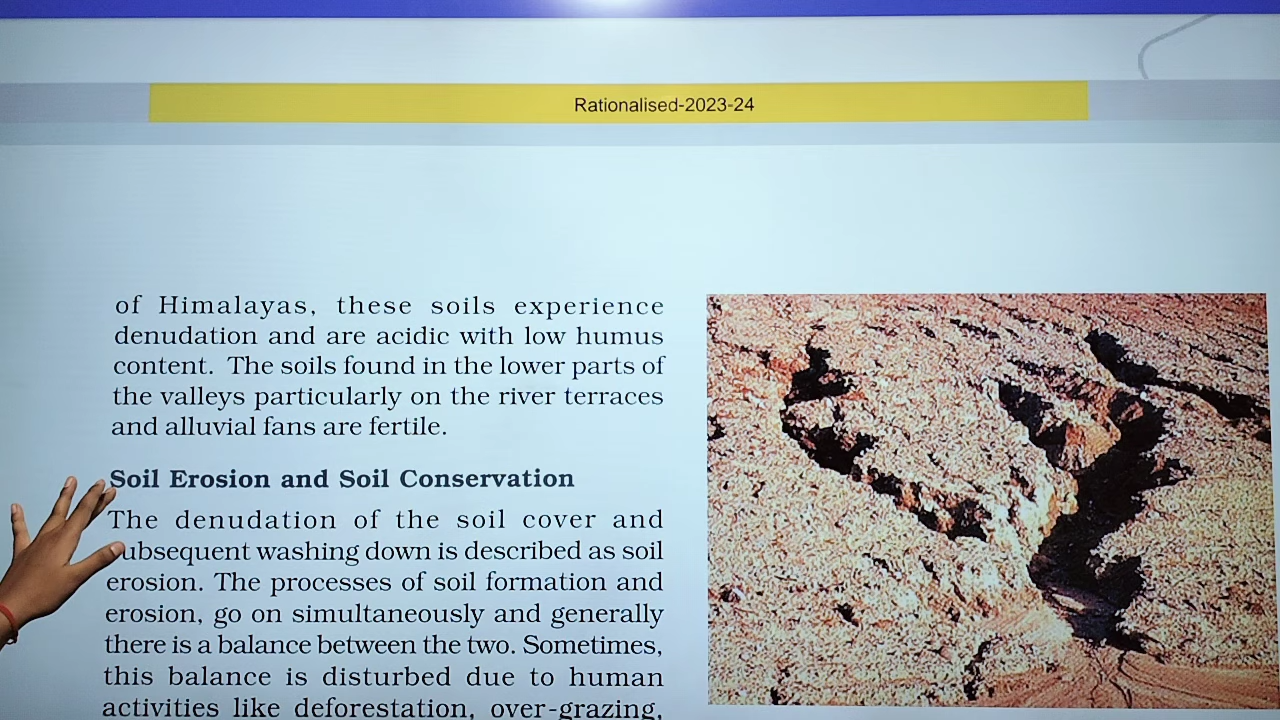 Rationalised-2023-24
of Himalayas, these soils experience
denudation and are acidic with low humus
content. The soils found in the lower parts of
the valleys particularly on the river terraces
and alluvial fans are fertile.
Soil Erosion and Soil Conservation
The denudation of the soil cover and
subsequent washing down is described as soil
erosion. The processes of soil formation and
erosion, go on simultaneously and generally
there is a balance between the two. Sometimes,
this balance is disturbed due to human
activities like deforestation, over-grazing,